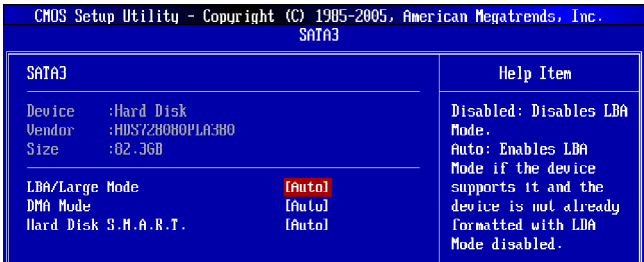 CMOS Setup Utility - Copyright (C) 1985-2005, American Megatrends, Inc.
SATA3
SATA3
Device :Hard Disk
Vendor :HDS728080PLA380
Size :82.3GB
LBA/Large Mode [Auto]
DMA Mode [Auto]
Hard Disk S.M.A.R.T. [Auto]
Help Item
Disabled: Disables LBA
Mode.
Auto: Enables LBA
Mode if the device
supports it and the
device is not already
formatted with LBA
Mode disabled.